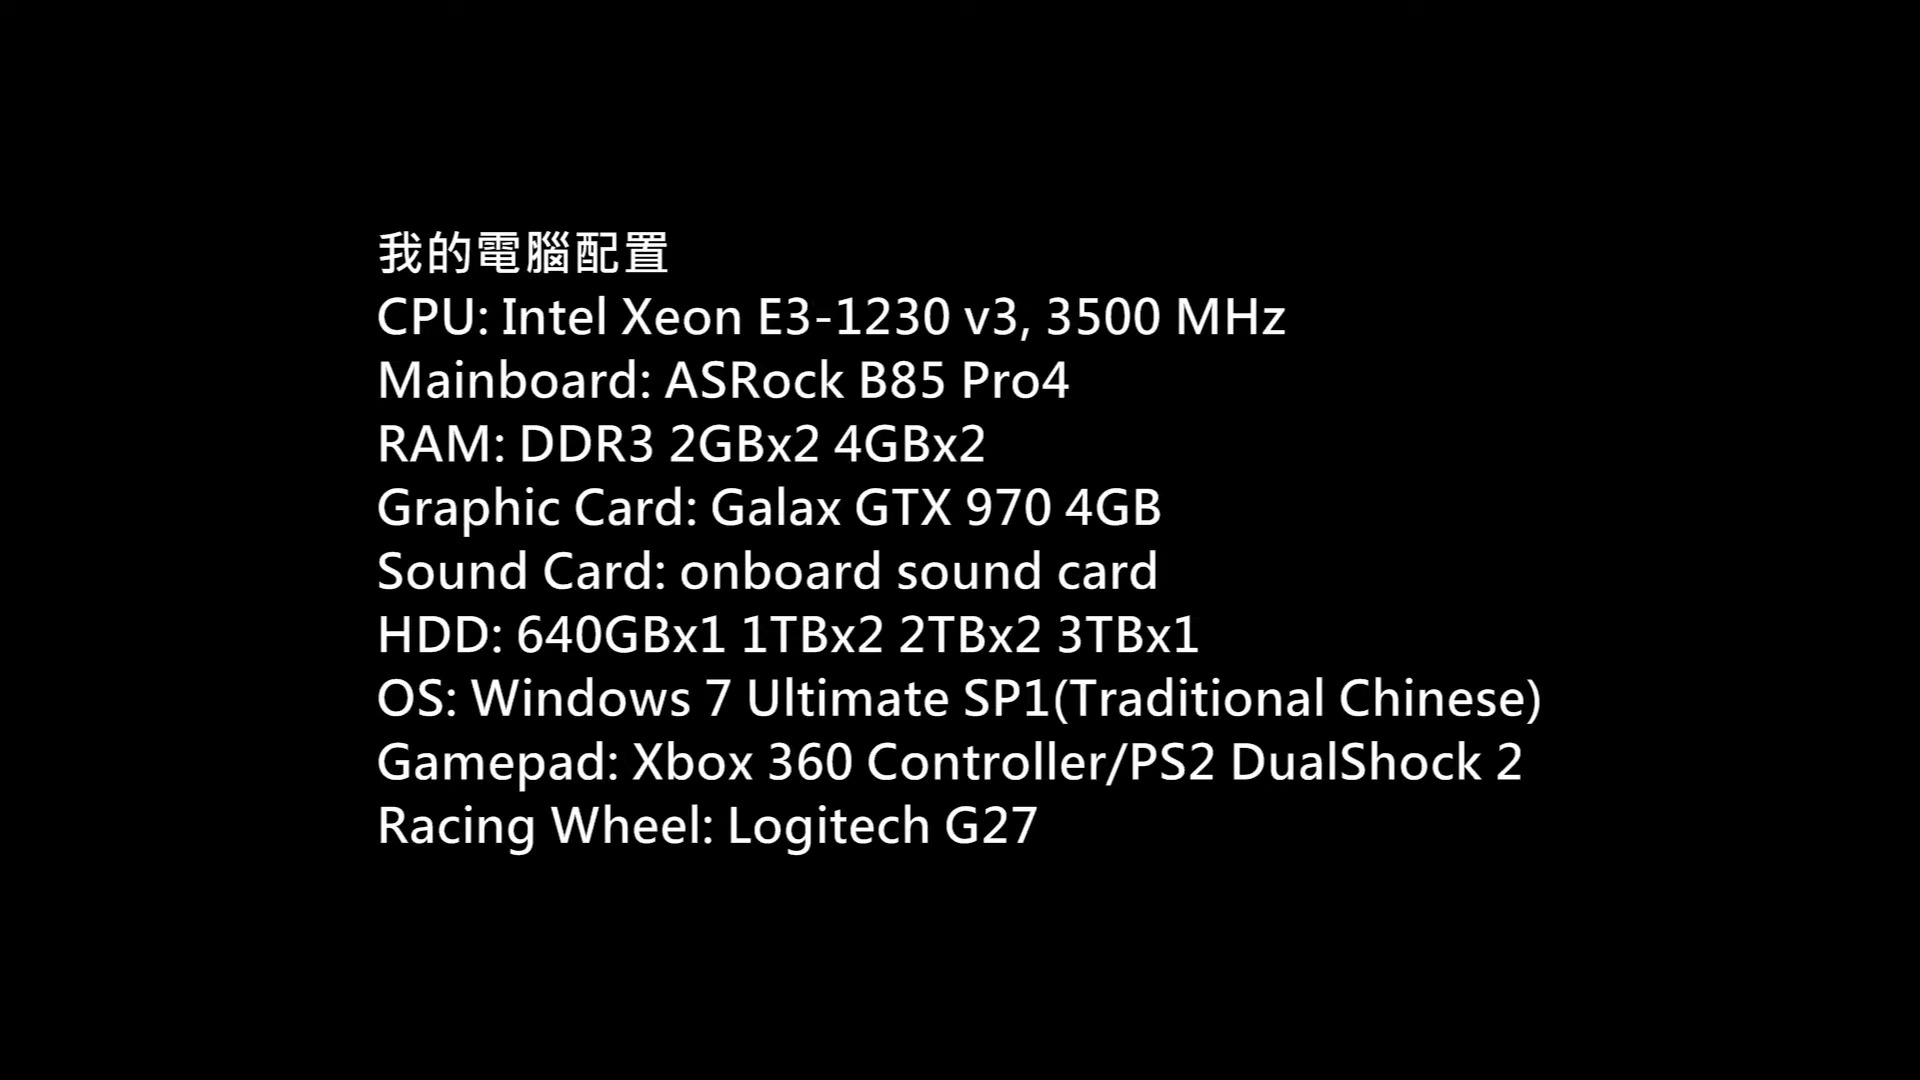 我的電腦配置
CPU: Intel Xeon E3-1230 v3, 3500 MHz
Mainboard: ASRock B85 Pro4
RAM: DDR3 2GBx2 4GBx2
Graphic Card: Galax GTX 970 4GB
Sound Card: onboard sound card
HDD: 640GBx1 1TBx2 2TBx2 3TBx1
OS: Windows 7 Ultimate SP1(Traditional Chinese)
Gamepad: Xbox 360 Controller/PS2 DualShock 2
Racing Wheel: Logitech G27